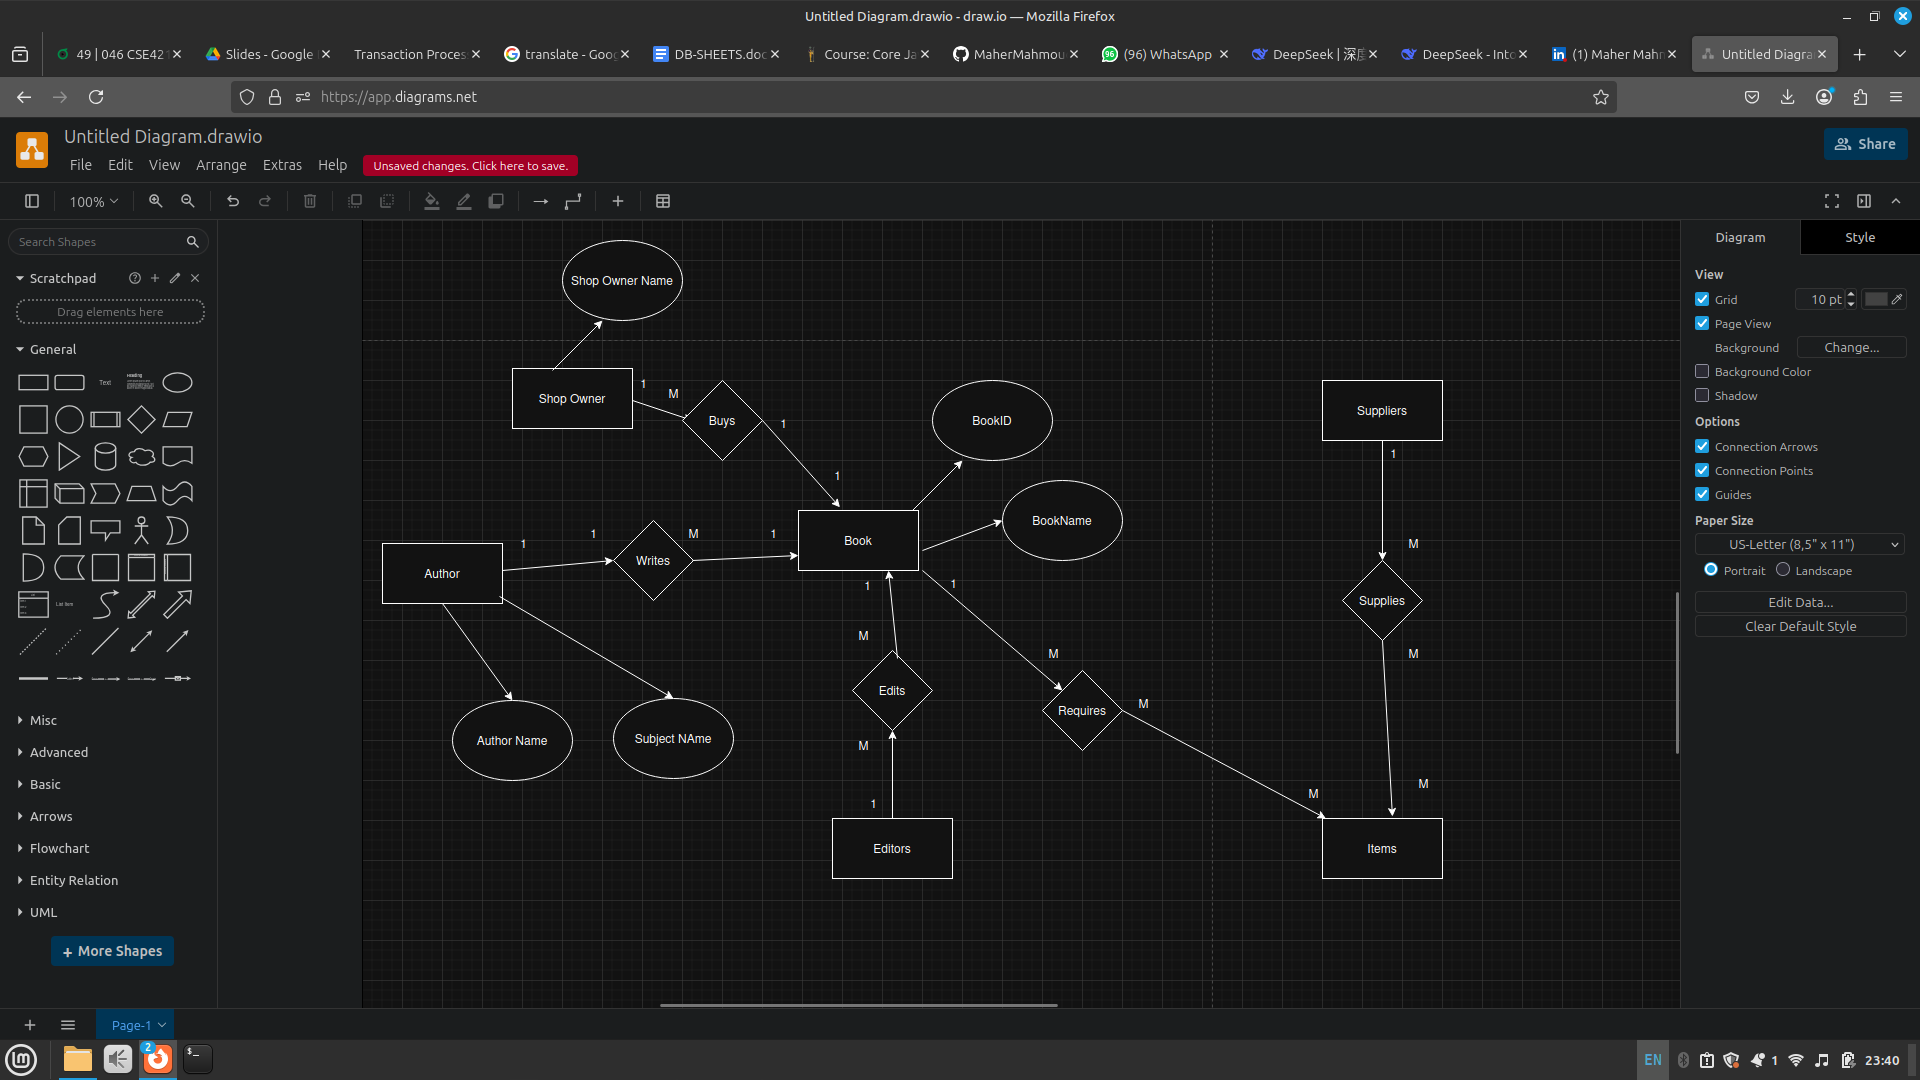 Untitled Diagram.drawio - draw.io — Mozilla Firefox
49 | 046 CSE421
Slides - Google
Transaction Proces
translate - Goog
DB-SHEETS.doc
Course: Core Ja
MaherMahmou
(96) WhatsApp
DeepSeek | 深度
DeepSeek - Into
(1) Maher Mahm
Untitled Diagra
https://app.diagrams.net
Untitled Diagram.drawio
File Edit View Arrange Extras Help
Unsaved changes. Click here to save.
Share
100%
Search Shapes
Scratchpad
Drag elements here
General
Text
Heading
List Item
Misc
Advanced
Basic
Arrows
Flowchart
Entity Relation
UML
+ More Shapes
Shop Owner Name
Shop Owner
1
M
Buys
1
1
BookID
BookName
Book
Author
1
1
Writes
M
1
Author Name
Subject NAme
1
M
Edits
M
1
Editors
1
M
Requires
M
M
Suppliers
1
M
Supplies
M
M
Items
Diagram
Style
View
Grid
10 pt
Page View
Background
Change...
Background Color
Shadow
Options
Connection Arrows
Connection Points
Guides
Paper Size
US-Letter (8,5" x 11")
Portrait
Landscape
Edit Data...
Clear Default Style
Page-1
2
EN
1
23:40